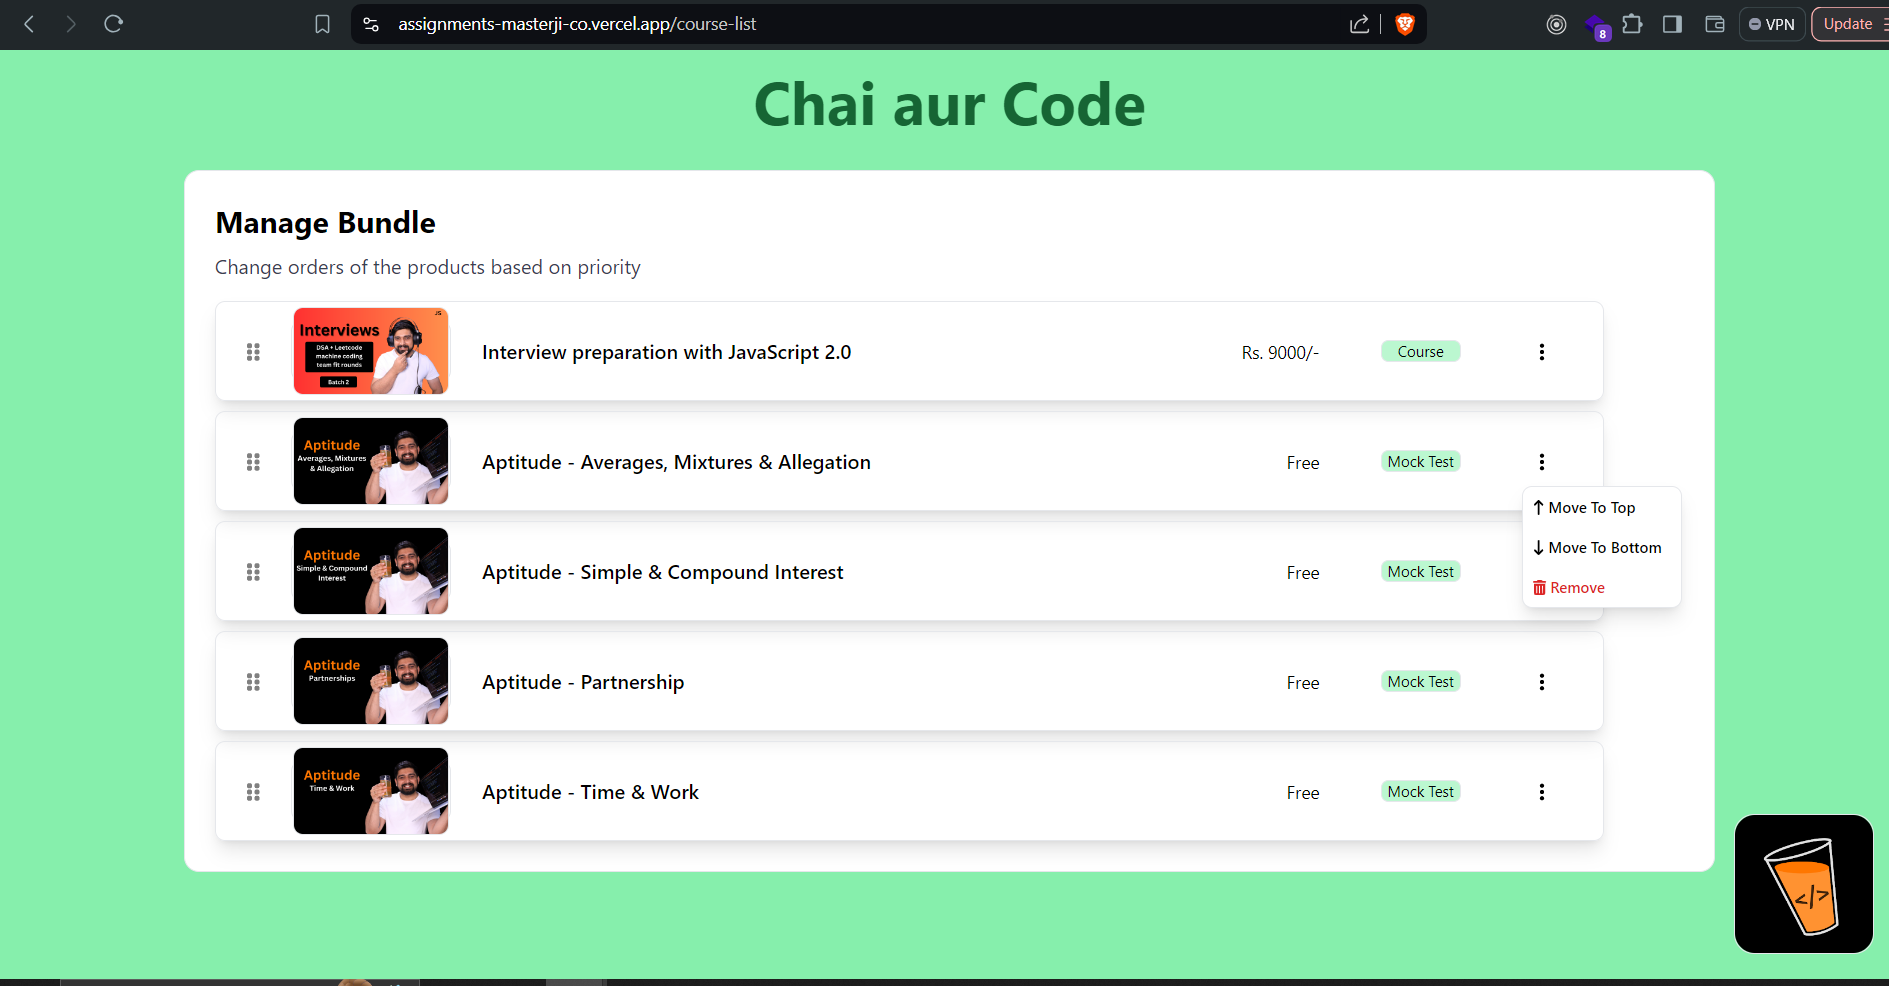 assignments-masterji-co.vercel.app/course-list
8
VPN
Update
Chai aur Code
Manage Bundle
Change orders of the products based on priority
JS
Interviews
DSA + Leetcode
machine coding
team fit rounds
Batch 2
Interview preparation with JavaScript 2.0
Rs. 9000/-
Course
Aptitude
Averages, Mixtures
& Allegation
Aptitude - Averages, Mixtures & Allegation
Free
Mock Test
Move To Top
Move To Bottom
Remove
Aptitude
Simple & Compound
Interest
Aptitude - Simple & Compound Interest
Free
Mock Test
Aptitude
Partnerships
Aptitude - Partnership
Free
Mock Test
Aptitude
Time & Work
Aptitude - Time & Work
Free
Mock Test
</>